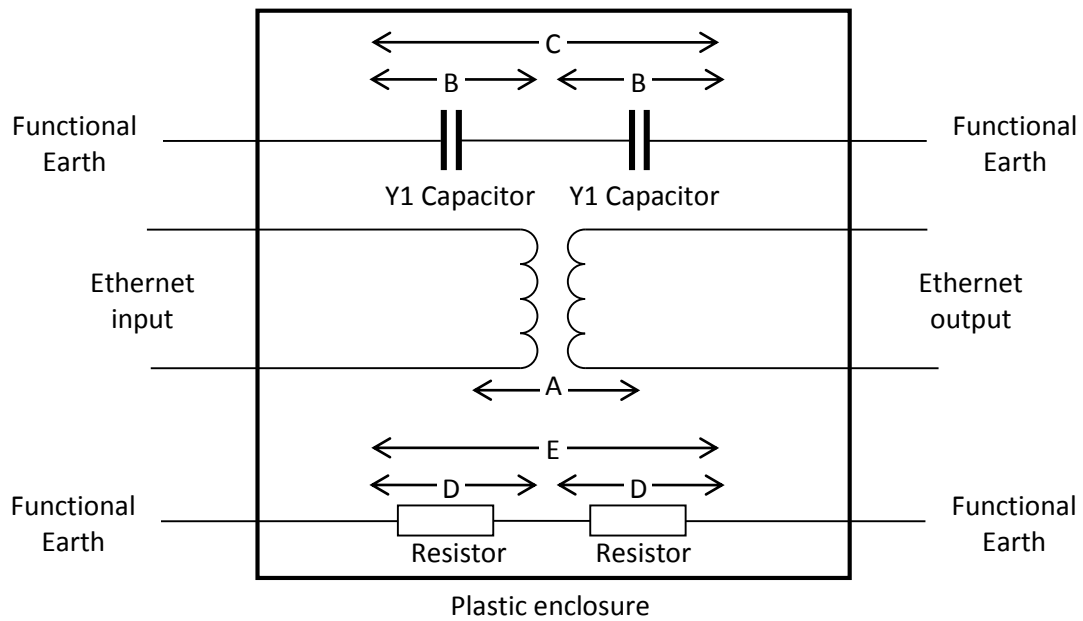 C
B
B
Functional
Earth
Functional
Earth
Y1 Capacitor
Y1 Capacitor
Ethernet
input
Ethernet
output
A
E
D
D
Functional
Earth
Functional
Earth
Resistor
Resistor
Plastic enclosure